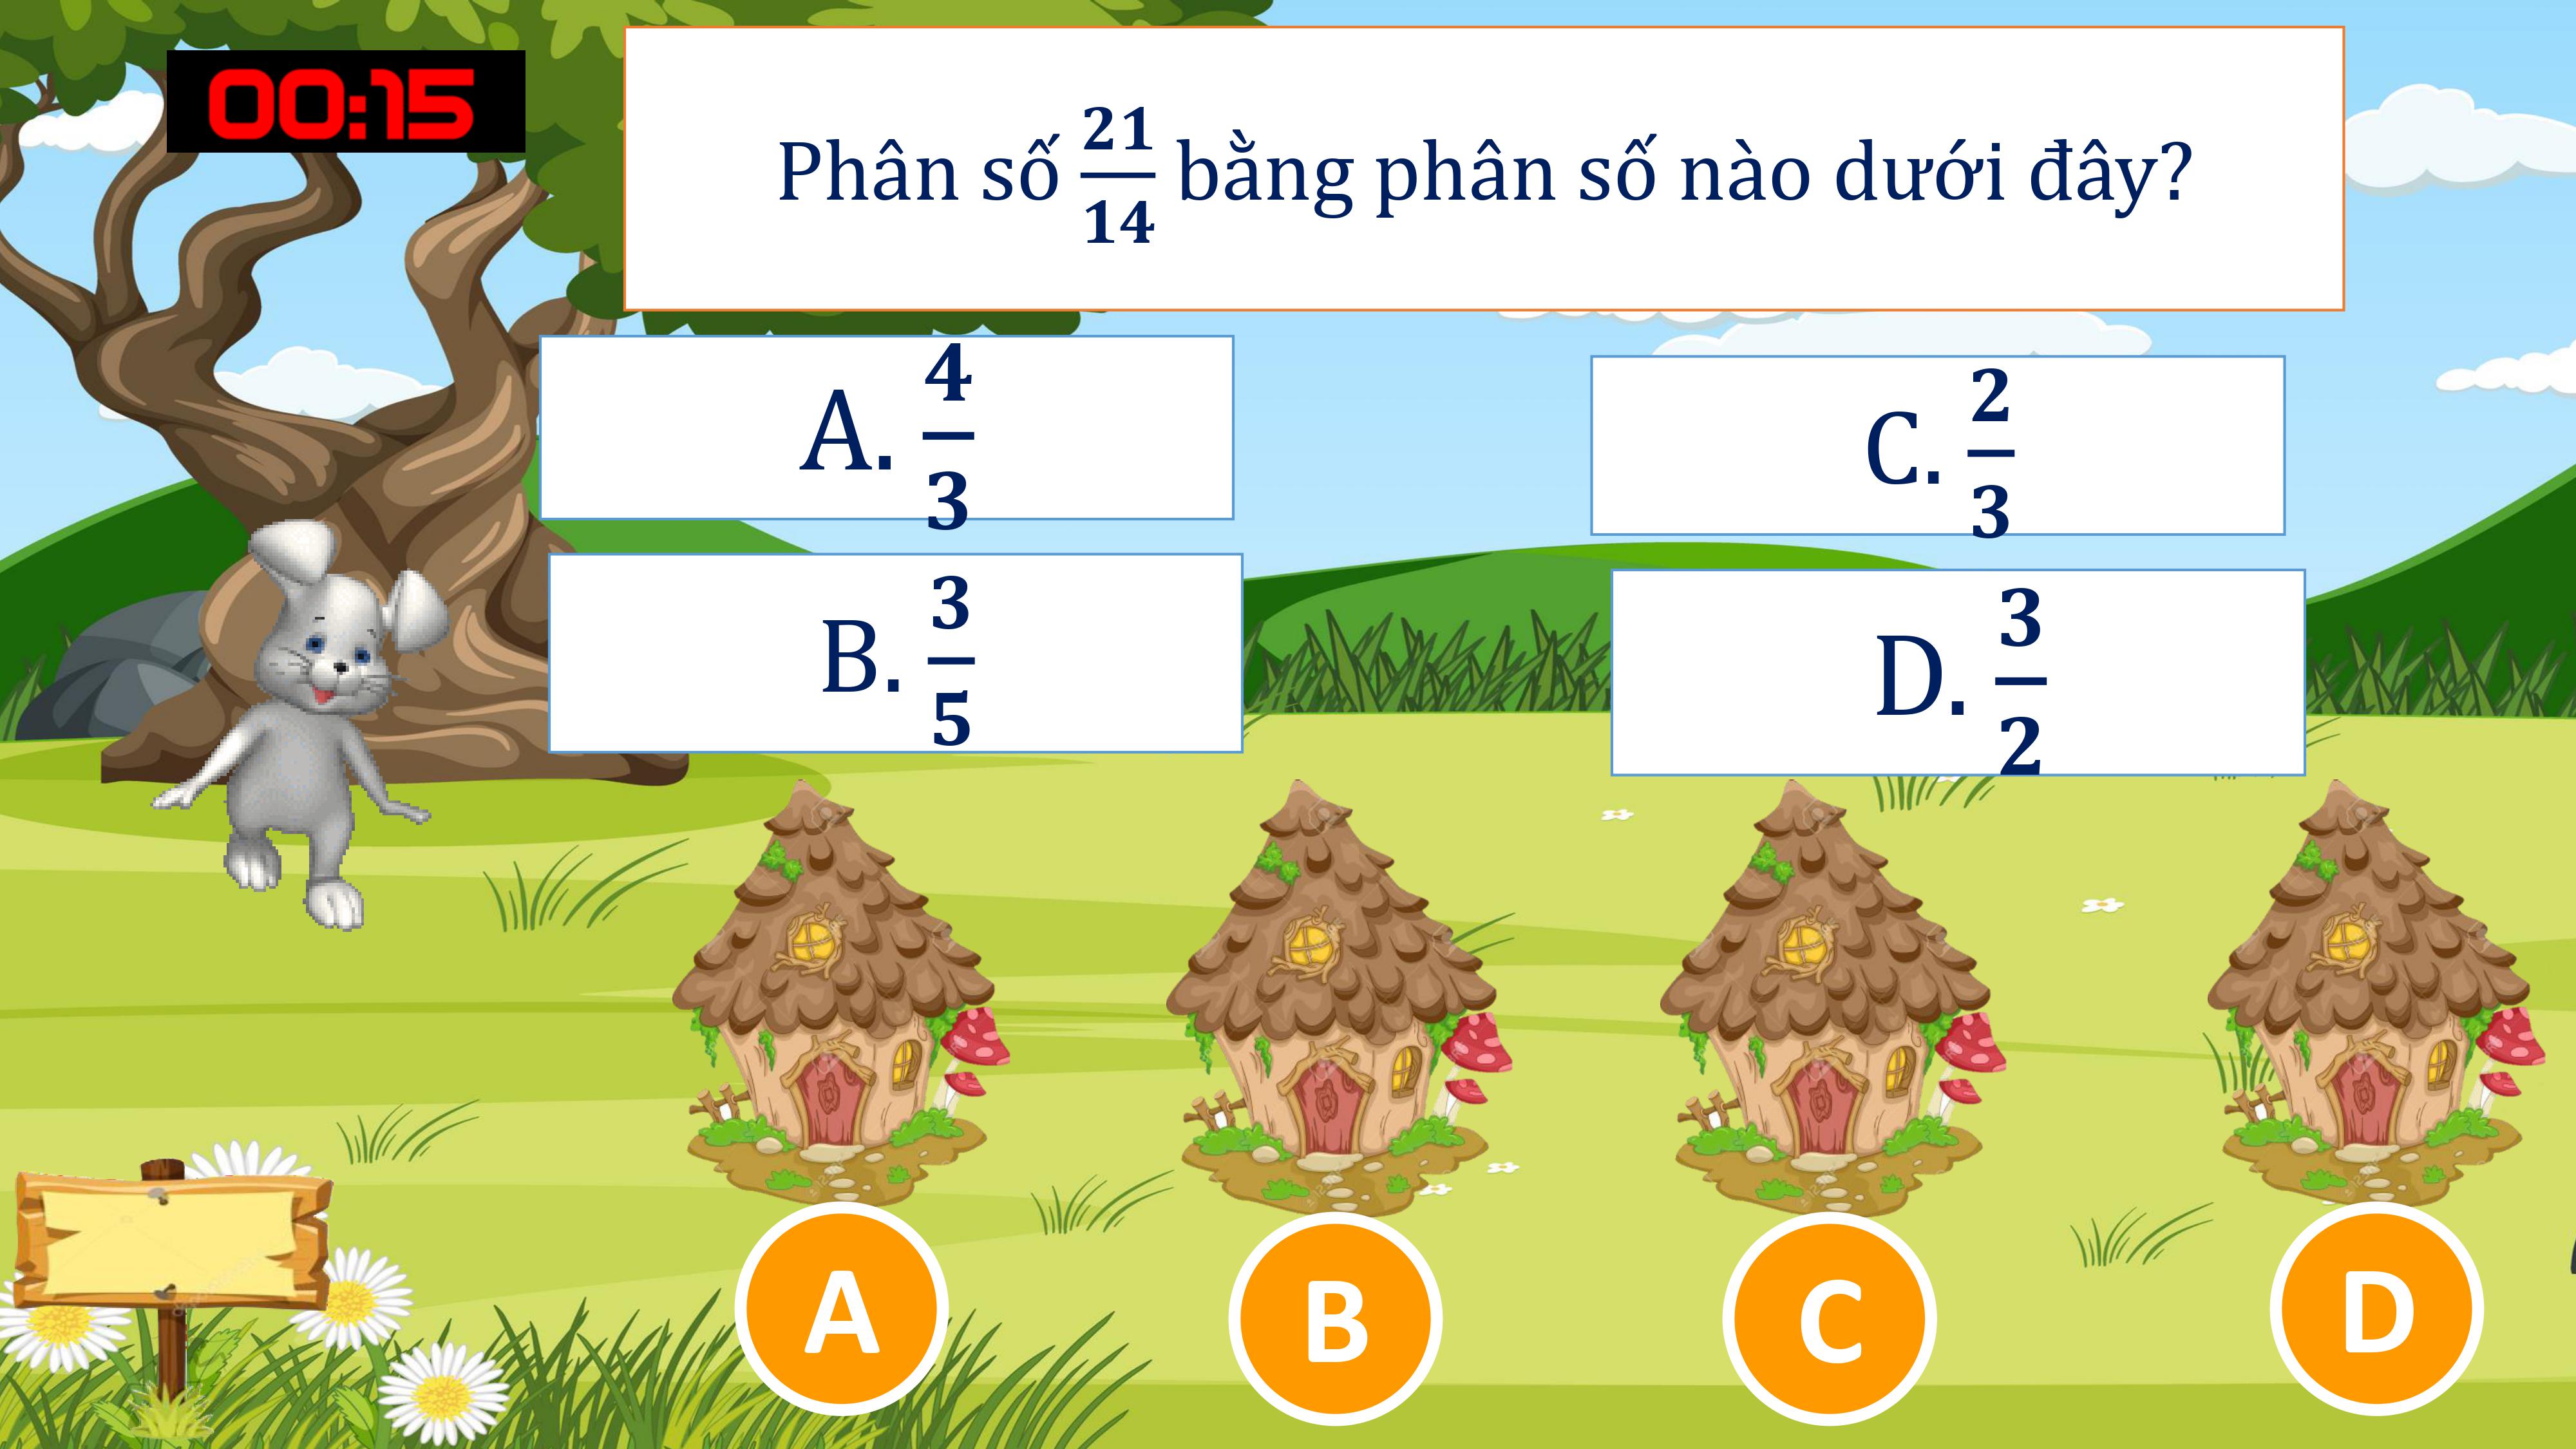 00:15
Phân số 21/14 bằng phân số nào dưới đây?
A. 4/3
C. 2/3
B. 3/5
D. 3/2
A
B
C
D